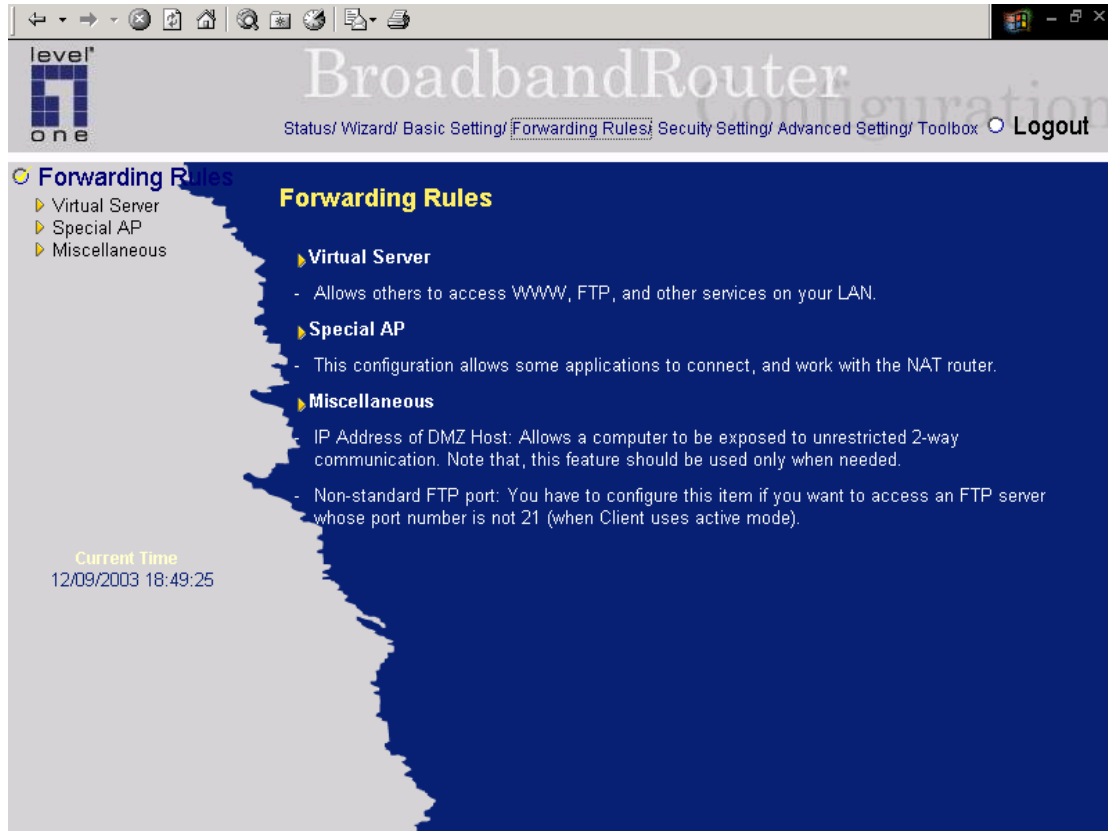 level
one
BroadbandRouter
Configuration
Status/ Wizard/ Basic Setting/ Forwarding Rules/ Secuity Setting/ Advanced Setting/ Toolbox Logout
Forwarding Rules
Virtual Server
Special AP
Miscellaneous
Current Time
12/09/2003 18:49:25
Forwarding Rules
Virtual Server
- Allows others to access WWW, FTP, and other services on your LAN.
Special AP
- This configuration allows some applications to connect, and work with the NAT router.
Miscellaneous
- IP Address of DMZ Host: Allows a computer to be exposed to unrestricted 2-way
communication. Note that, this feature should be used only when needed.
- Non-standard FTP port: You have to configure this item if you want to access an FTP server
whose port number is not 21 (when Client uses active mode).